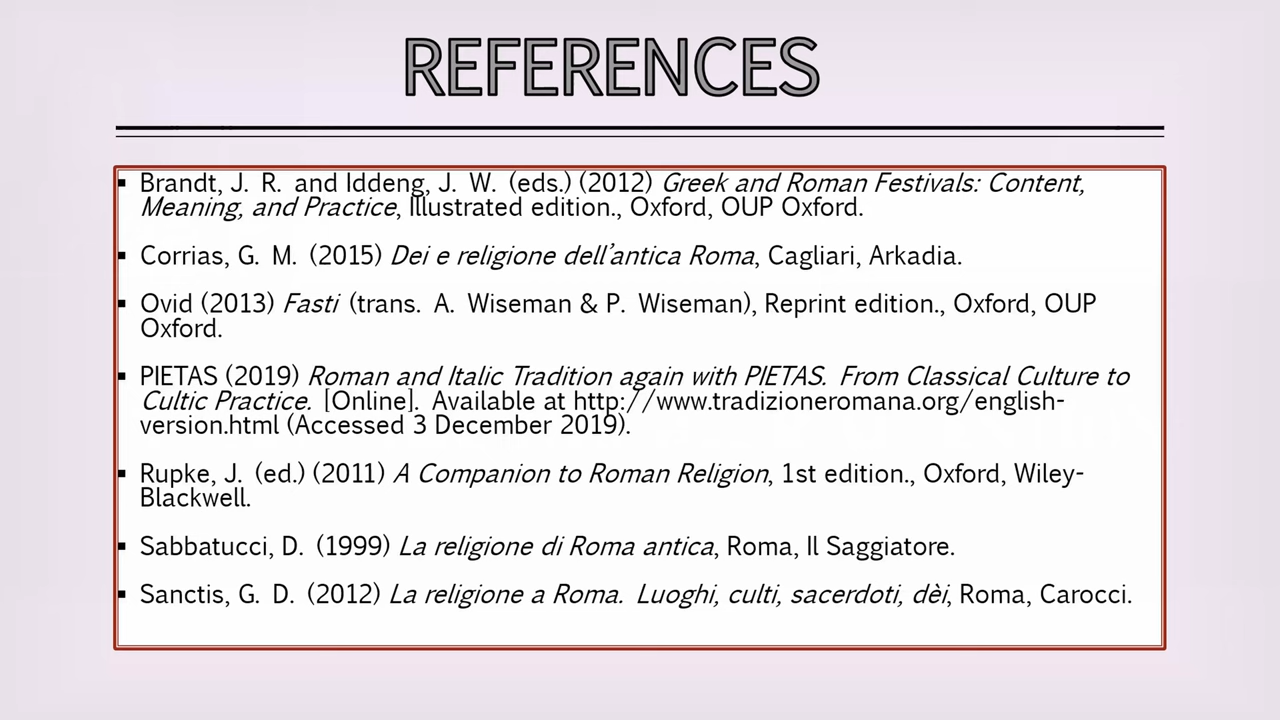 REFERENCES
▪ Brandt, J. R. and Iddeng, J. W. (eds.) (2012) Greek and Roman Festivals: Content,
Meaning, and Practice, Illustrated edition., Oxford, OUP Oxford.
▪ Corrias, G. M. (2015) Dei e religione dell’antica Roma, Cagliari, Arkadia.
▪ Ovid (2013) Fasti (trans. A. Wiseman & P. Wiseman), Reprint edition., Oxford, OUP
Oxford.
▪ PIETAS (2019) Roman and Italic Tradition again with PIETAS. From Classical Culture to
Cultic Practice. [Online]. Available at http://www.tradizioneromana.org/english-
version.html (Accessed 3 December 2019).
▪ Rupke, J. (ed.) (2011) A Companion to Roman Religion, 1st edition., Oxford, Wiley-
Blackwell.
▪ Sabbatucci, D. (1999) La religione di Roma antica, Roma, Il Saggiatore.
▪ Sanctis, G. D. (2012) La religione a Roma. Luoghi, culti, sacerdoti, dèi, Roma, Carocci.